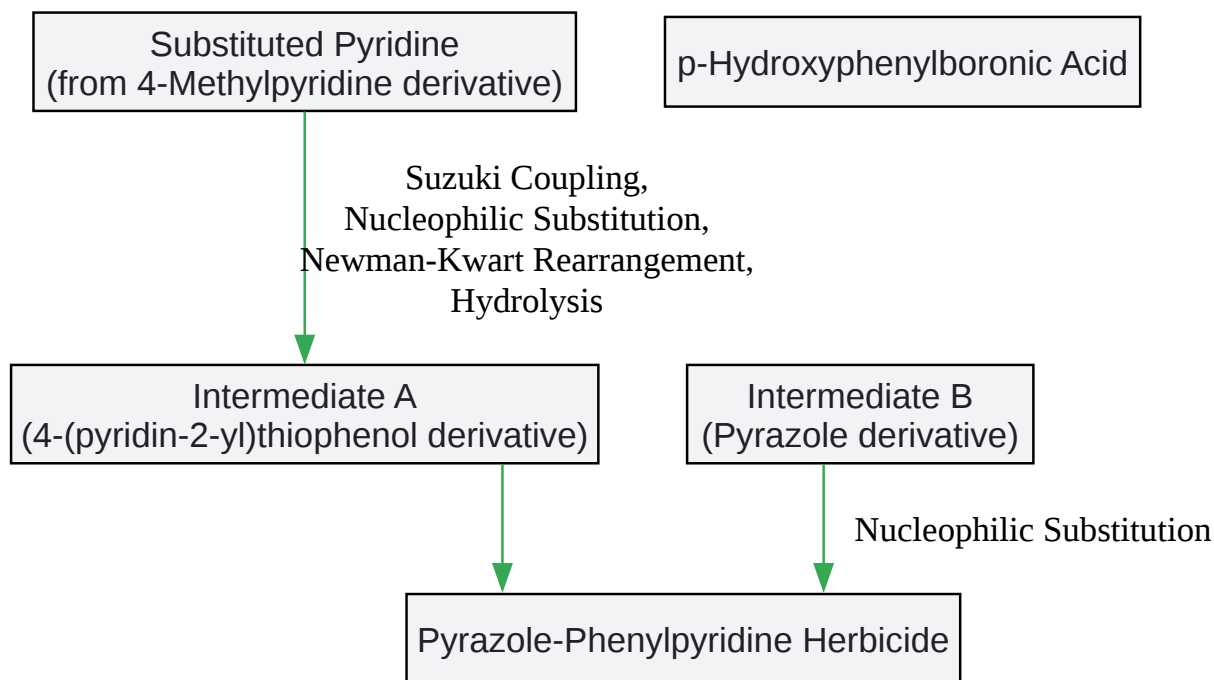 Substituted Pyridine
(from 4-Methylpyridine derivative)
p-Hydroxyphenylboronic Acid
Suzuki Coupling,
Nucleophilic Substitution,
Newman-Kwart Rearrangement,
Hydrolysis
Intermediate A
(4-(pyridin-2-yl)thiophenol derivative)
Intermediate B
(Pyrazole derivative)
Nucleophilic Substitution
Pyrazole-Phenylpyridine Herbicide